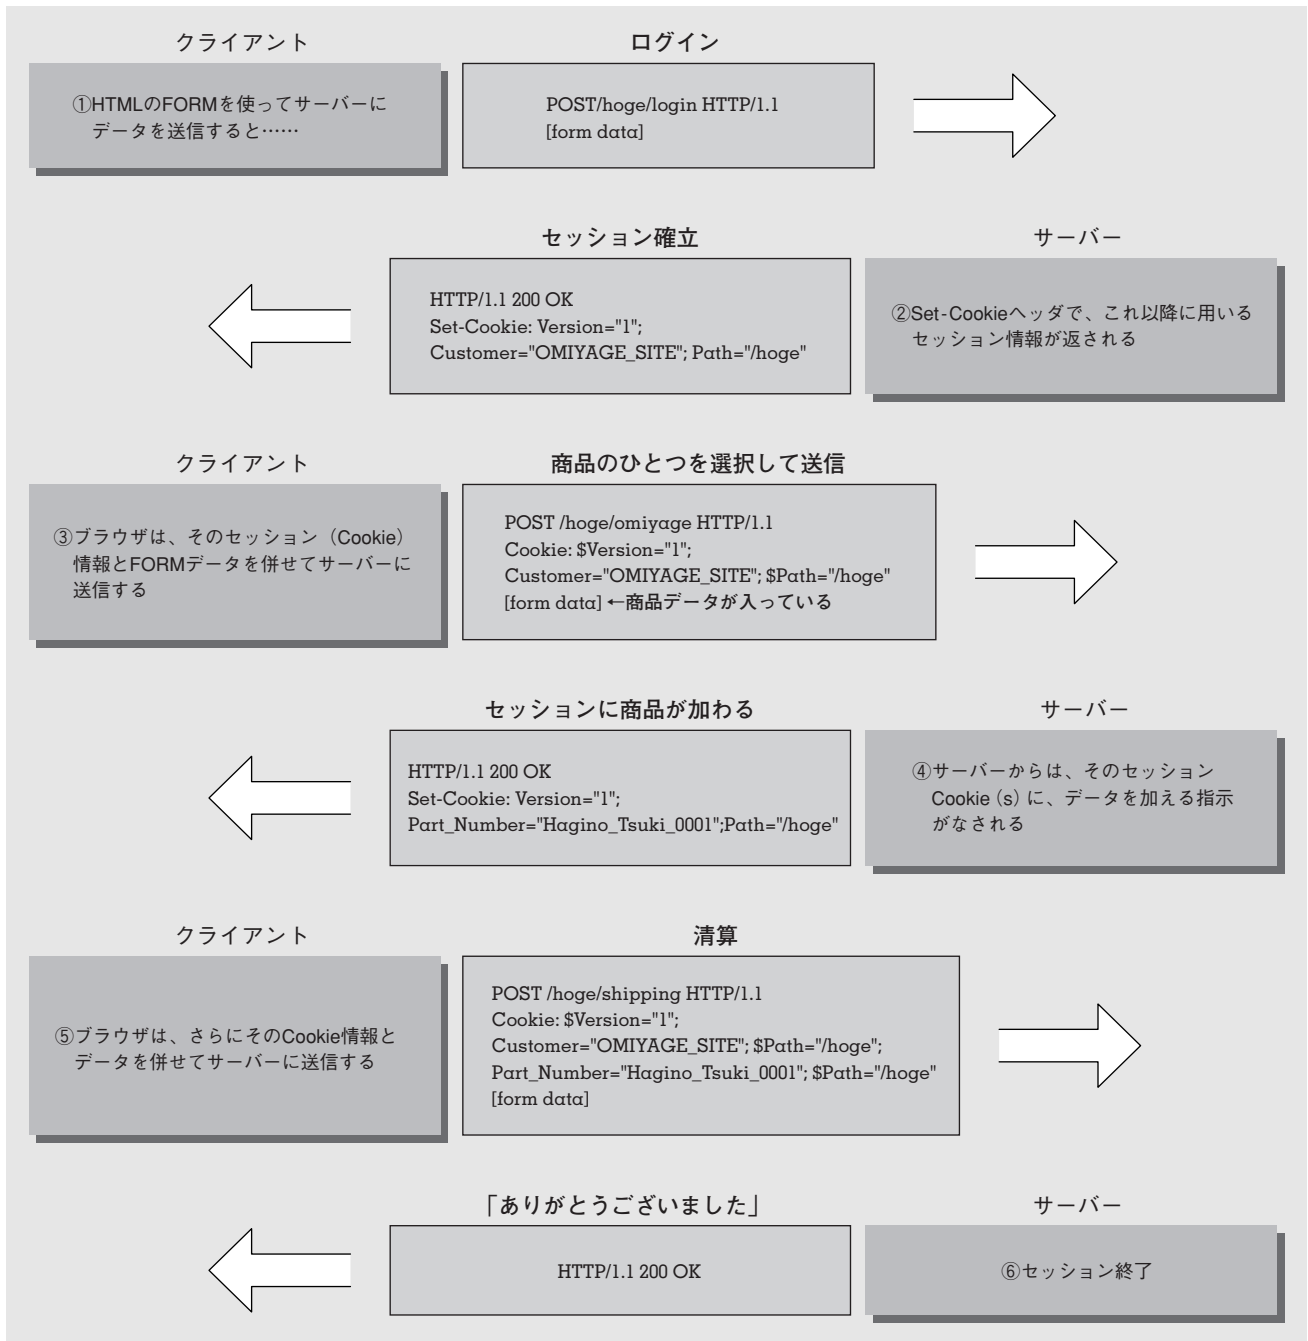 クライアント
ログイン
①HTMLのFORMを使ってサーバーに
データを送信すると……
POST/hoge/login HTTP/1.1
[form data]
セッション確立
サーバー
HTTP/1.1 200 OK
Set-Cookie: Version="1";
Customer="OMIYAGE_SITE"; Path="/hoge"
②Set-Cookieヘッダで、これ以降に用いる
セッション情報が返される
クライアント
商品のひとつを選択して送信
③ブラウザは、そのセッション（Cookie）
情報とFORMデータを併せてサーバーに
送信する
POST /hoge/omiyage HTTP/1.1
Cookie: $Version="1";
Customer="OMIYAGE_SITE"; $Path="/hoge"
[form data] ←商品データが入っている
セッションに商品が加わる
サーバー
HTTP/1.1 200 OK
Set-Cookie: Version="1";
Part_Number="Hagino_Tsuki_0001";Path="/hoge"
④サーバーからは、そのセッション
Cookie（s）に、データを加える指示
がなされる
クライアント
清算
⑤ブラウザは、さらにそのCookie情報と
データを併せてサーバーに送信する
POST /hoge/shipping HTTP/1.1
Cookie: $Version="1";
Customer="OMIYAGE_SITE"; $Path="/hoge";
Part_Number="Hagino_Tsuki_0001"; $Path="/hoge"
[form data]
「ありがとうございました」
サーバー
HTTP/1.1 200 OK
⑥セッション終了